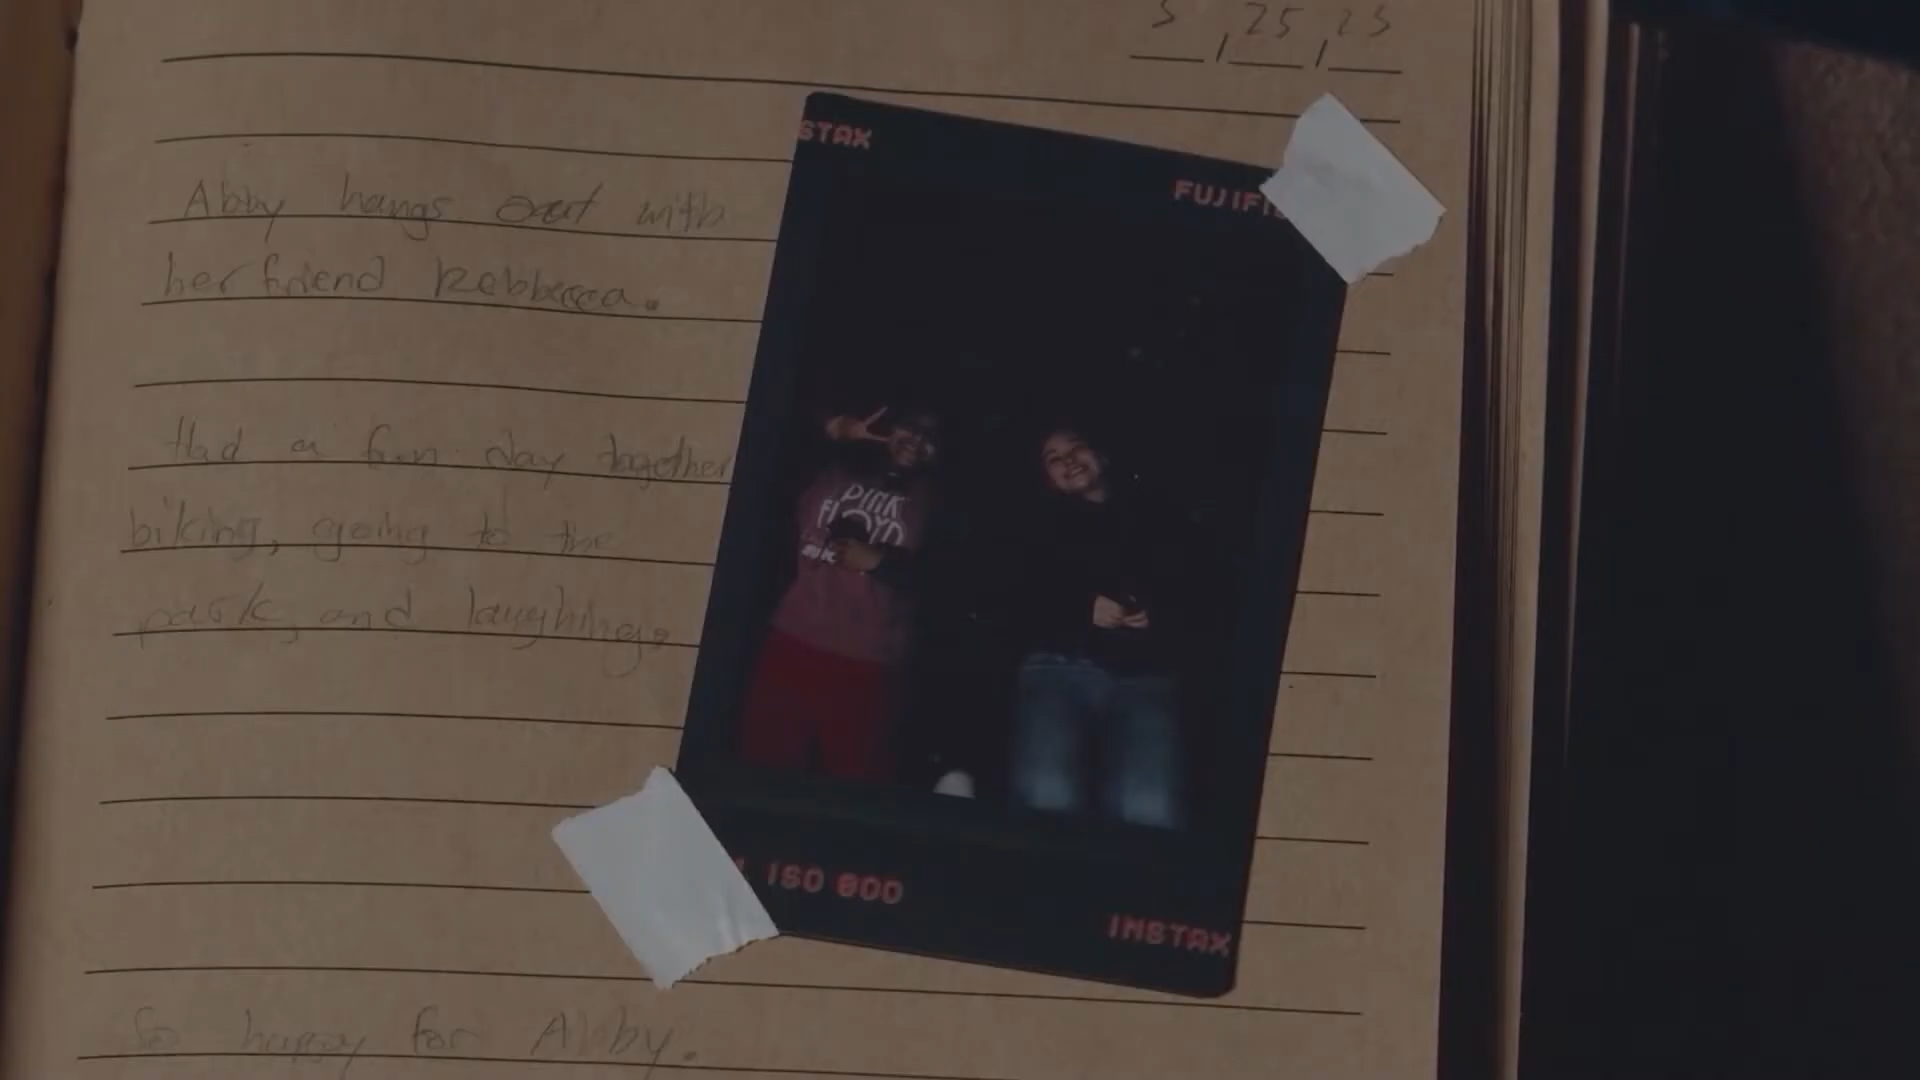 5,25,23
STAX
FUJIFI
Abby hangs out with
her friend Rebbecca.
PINK
FLOYD
Had a fun day together
biking, going to the
park, and laughing.
ISO 800
INSTAX
So happy for Abby.